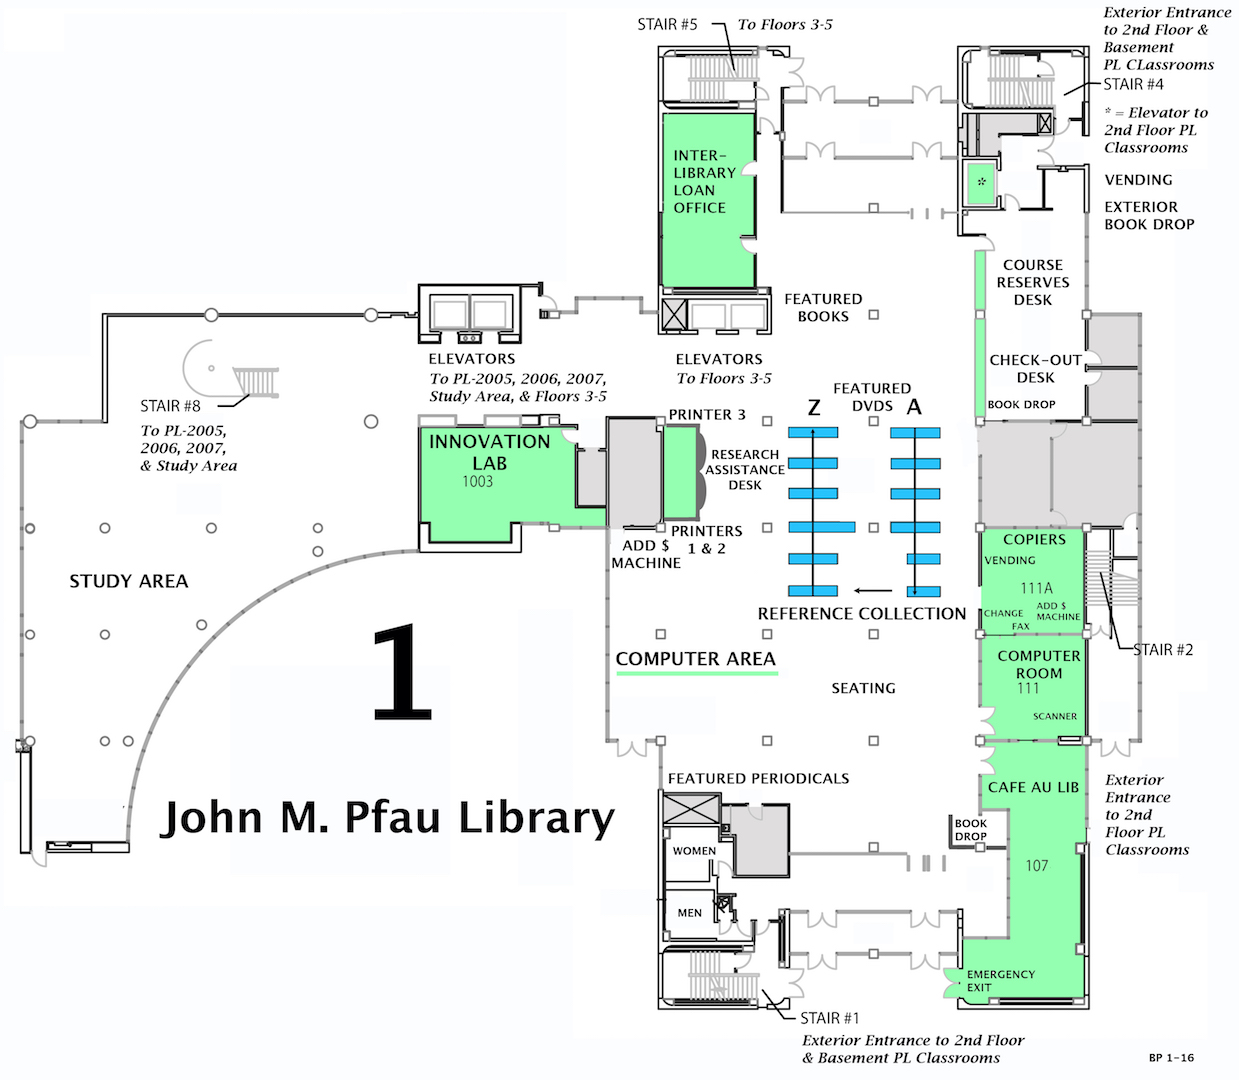 STAIR #5
To Floors 3-5
Exterior Entrance
to 2nd Floor &
Basement
PL CLassrooms
STAIR #4
* = Elevator to
2nd Floor PL
Classrooms
VENDING
EXTERIOR
BOOK DROP
INTER-
LIBRARY
LOAN
OFFICE
*
COURSE
RESERVES
DESK
FEATURED
BOOKS
CHECK-OUT
DESK
BOOK DROP
ELEVATORS
To PL-2005, 2006, 2007,
Study Area, & Floors 3-5
ELEVATORS
To Floors 3-5
STAIR #8
To PL-2005,
2006, 2007,
& Study Area
FEATURED
DVDS
Z
A
PRINTER 3
INNOVATION
LAB
1003
RESEARCH
ASSISTANCE
DESK
PRINTERS
1 & 2
ADD $
MACHINE
COPIERS
VENDING
111A
CHANGE
ADD $
MACHINE
FAX
STUDY AREA
REFERENCE COLLECTION
1
COMPUTER AREA
COMPUTER
ROOM
111
SCANNER
STAIR #2
SEATING
FEATURED PERIODICALS
CAFE AU LIB
Exterior
Entrance
to 2nd
Floor PL
Classrooms
John M. Pfau Library
BOOK
DROP
WOMEN
107
MEN
EMERGENCY
EXIT
STAIR #1
Exterior Entrance to 2nd Floor
& Basement PL Classrooms
BP 1-16